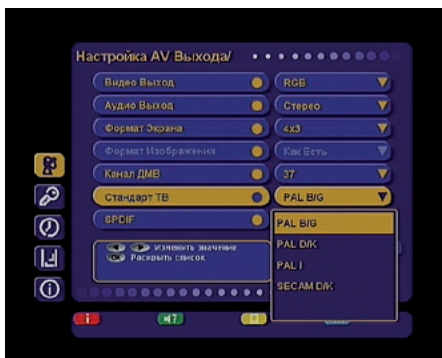 Настройка AV Выхода/
Видео Выход RGB
Аудио Выход Стерео
Формат Экрана 4x3
Формат Изображения Как Есть
Канал ДМВ 37
Стандарт ТВ PAL B/G
SPDIF
PAL B/G
PAL D/K
PAL I
SECAM D/K
Изменить значение
Раскрыть список